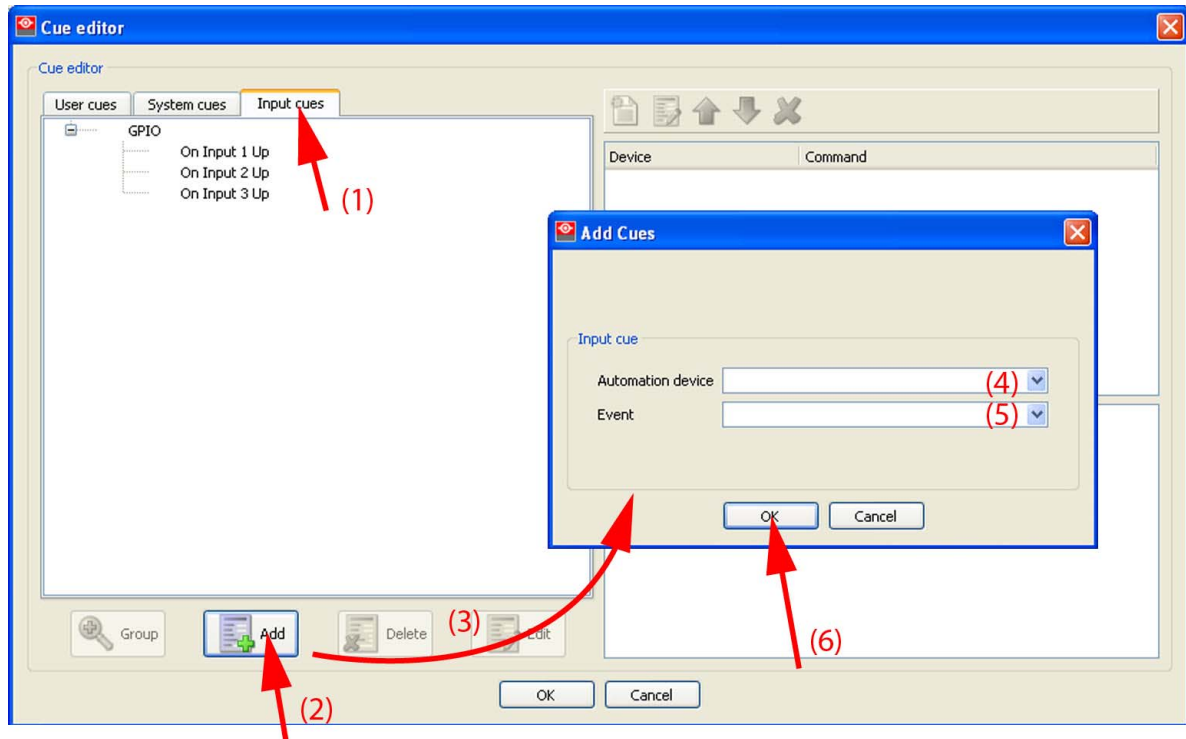 Cue editor
Cue editor
User cues System cues Input cues
GPIO
On Input 1 Up
On Input 2 Up
On Input 3 Up
(1)
Device Command
Add Cues
Input cue
Automation device (4)
Event (5)
OK Cancel
Group Add Delete (3) Edit
(6)
OK Cancel
(2)